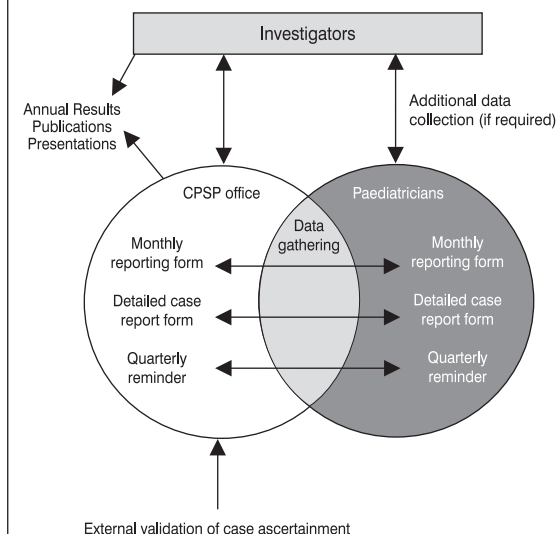 Investigators
Annual Results
Publications
Presentations
Additional data
collection (if required)
CPSP office
Paediatricians
Data
gathering
Monthly
reporting form
Monthly
reporting form
Detailed case
report form
Detailed case
report form
Quarterly
reminder
Quarterly
reminder
External validation of case ascertainment